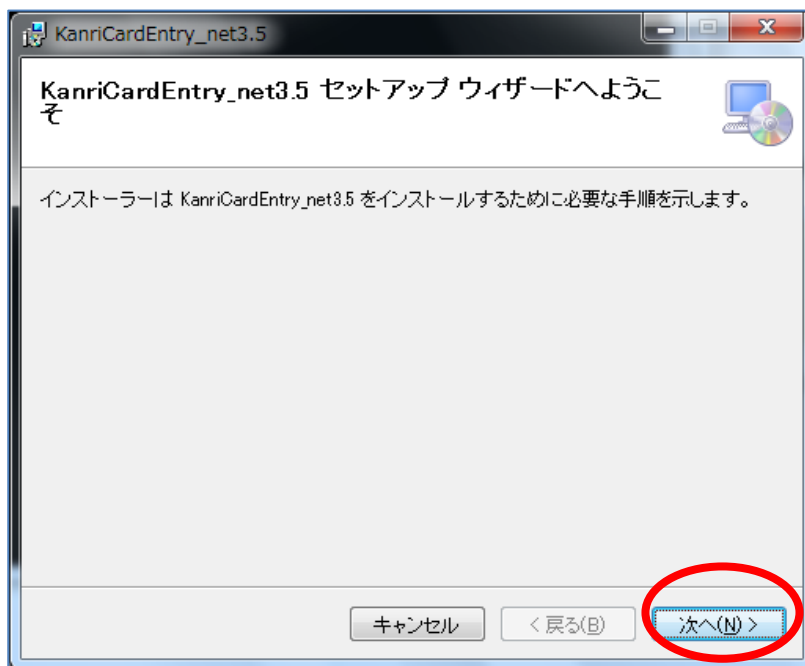 KanriCardEntry_net3.5
KanriCardEntry_net3.5 セットアップ ウィザードへようこ
そ
インストーラーは KanriCardEntry_net3.5 をインストールするために必要な手順を示します。
キャンセル
< 戻る(B)
次へ(N) >